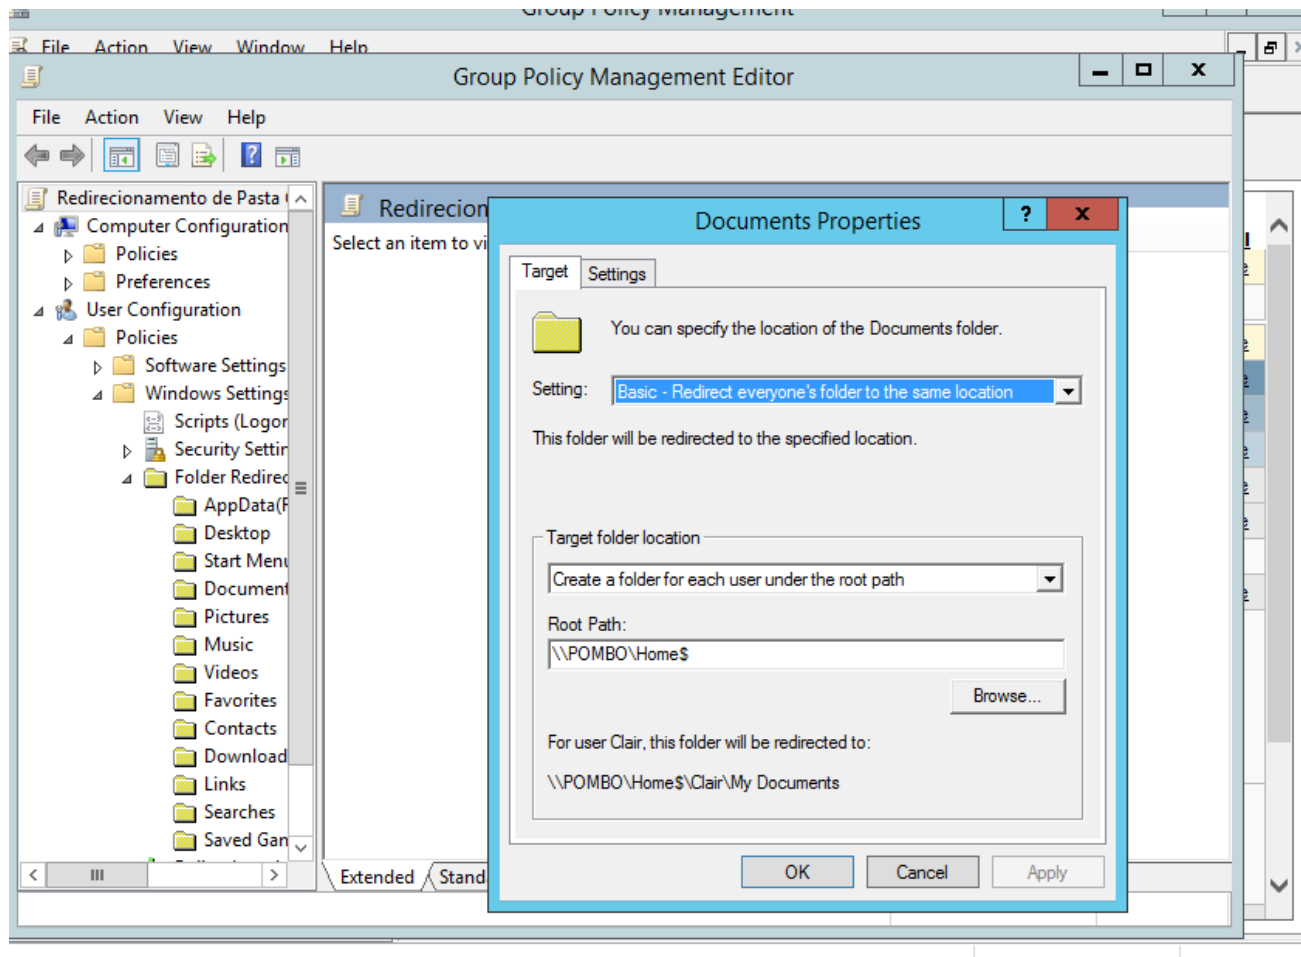 Group Policy Management
File Action View Window Help
Group Policy Management Editor
File Action View Help
Redirecionamento de Pasta
Computer Configuration
Policies
Preferences
User Configuration
Policies
Software Settings
Windows Settings
Scripts (Logor
Security Settir
Folder Redirec
AppData(R
Desktop
Start Menu
Document
Pictures
Music
Videos
Favorites
Contacts
Download
Links
Searches
Saved Gan
Redirecion
Select an item to vi
Extended
Stand
Documents Properties
Target Settings
You can specify the location of the Documents folder.
Setting: Basic - Redirect everyone's folder to the same location
This folder will be redirected to the specified location.
Target folder location
Create a folder for each user under the root path
Root Path:
\\POMBO\Home$
Browse...
For user Clair, this folder will be redirected to:
\\POMBO\Home$\Clair\My Documents
OK Cancel Apply